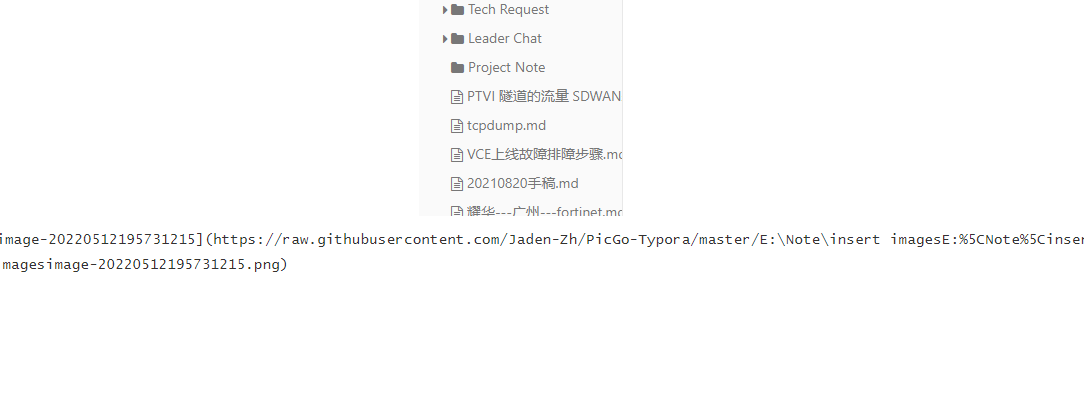 Tech Request
Leader Chat
Project Note
PTVI 隧道的流量 SDWAN
tcpdump.md
VCE上线故障排障步骤.md
20210820手稿.md
耀华---广州---fortinet.md
image-20220512195731215](https://raw.githubusercontent.com/Jaden-Zh/PicGo-Typora/master/E:\Note\insert imagesE:%5CNote%5Cinser
magesimage-20220512195731215.png)